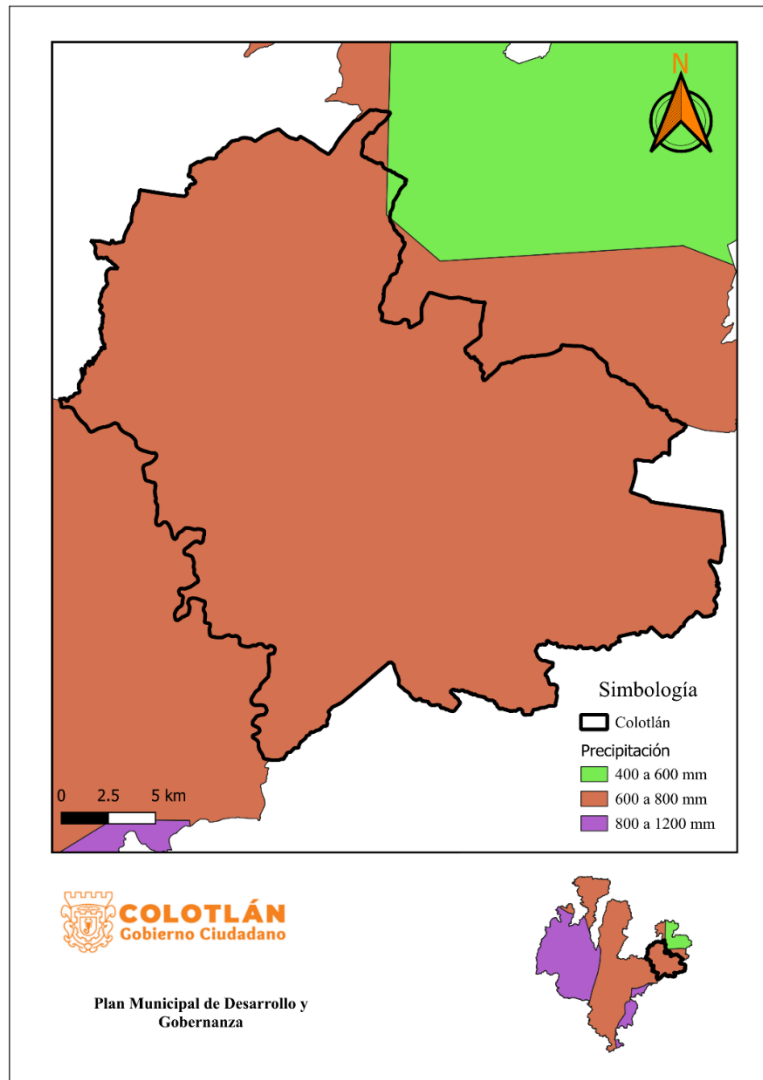 N
Simbología
Colotlán
Precipitación
400 a 600 mm
600 a 800 mm
800 a 1200 mm
0 2.5 5 km
COLOTLÁN
Gobierno Ciudadano
Plan Municipal de Desarrollo y
Gobernanza